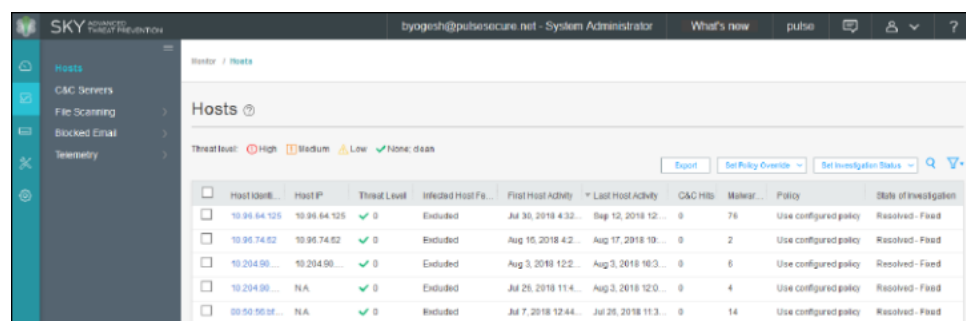 SKY ADVANCED THREAT PREVENTION
byogesh@pulsesecure.net - System Administrator What's now pulse ?
Hosts
C&C Servers
File Scanning
Blocked Email
Telemetry
Monitor / Hosts
Hosts
Threat level: High Medium Low None: clean
Export Set Policy Override Set Investigation Status
Host Identi... Host IP Threat Level Infected Host Fe... First Host Activity Last Host Activity C&C Hits Malwar... Policy State of Investigation
10.96.64.125 10.96.64.125 0 Excluded Jul 30, 2018 4:32... Sep 12, 2018 12:... 0 76 Use configured policy Resolved - Fixed
10.96.74.62 10.96.74.62 0 Excluded Aug 16, 2018 4:2... Aug 17, 2018 10:... 0 2 Use configured policy Resolved - Fixed
10.204.90.... 10.204.90.... 0 Excluded Aug 3, 2018 12:2... Aug 3, 2018 16:3... 0 6 Use configured policy Resolved - Fixed
10.204.90.... N.A. 0 Excluded Jul 26, 2018 11:4... Aug 3, 2018 12:0... 0 4 Use configured policy Resolved - Fixed
00:50:56:bf... N.A. 0 Excluded Jul 7, 2018 12:44... Jul 26, 2018 11:3... 0 14 Use configured policy Resolved - Fixed